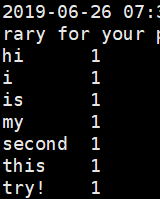 2019-06-26 07:
rary for your
hi 1
i 1
is 1
my 1
second 1
this 1
try! 1